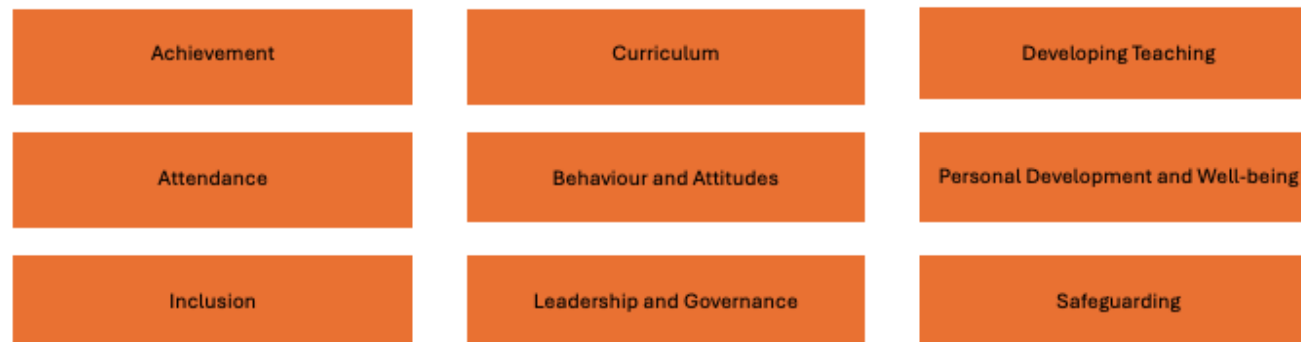 Achievement
Curriculum
Developing Teaching
Attendance
Behaviour and Attitudes
Personal Development and Well-being
Inclusion
Leadership and Governance
Safeguarding